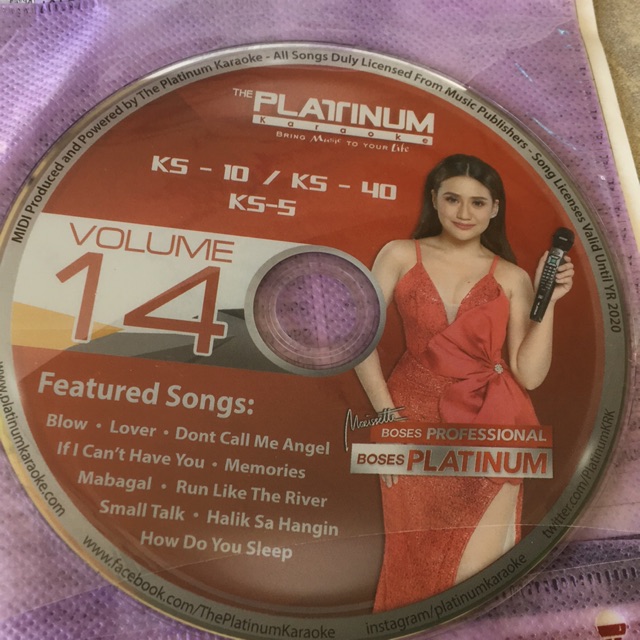 MIDI Produced and Powered by The Platinum Karaoke - All Songs Duly Licensed From Music Publishers - Song Licenses Valid Until YR 2020
THE PLATINUM
Karaoke
BRING Music TO YOUR Life
KS - 10 / KS - 40
KS-5
VOLUME
14
Featured Songs:
Blow • Lover • Dont Call Me Angel
If I Can't Have You • Memories
Mabagal • Run Like The River
Small Talk • Halik Sa Hangin
How Do You Sleep
Morissette
BOSES PROFESSIONAL
BOSES PLATINUM
www.platinumkaraoke.com
www.facebook.com/ThePlatinumKaraoke
instagram/platinumkaraoke
twitter.com/PlatinumKRK